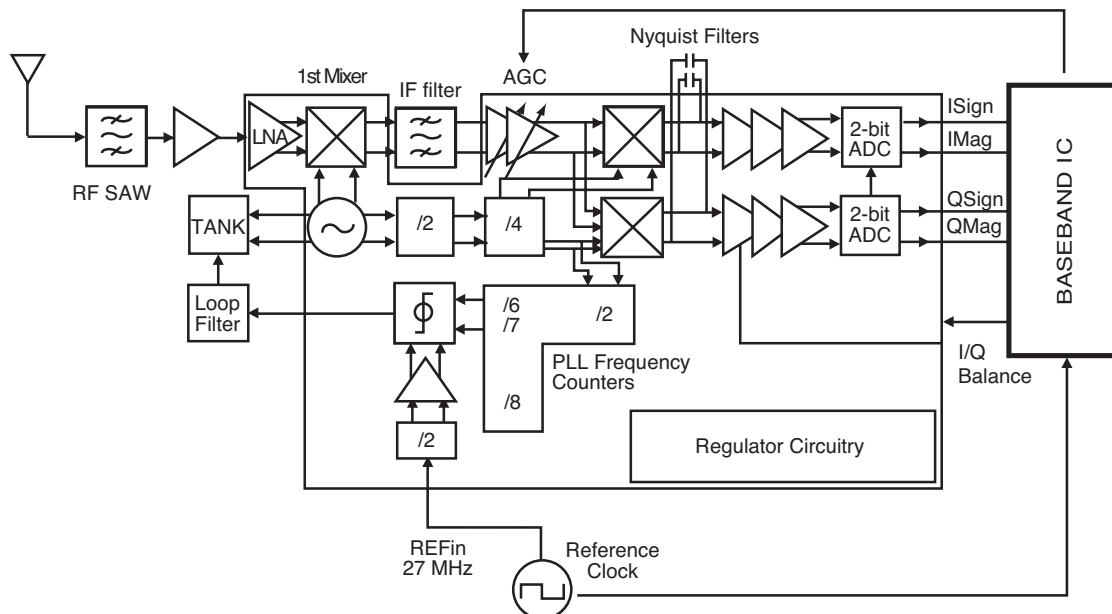 Nyquist Filters
1st Mixer
AGC
IF filter
LNA
RF SAW
2-bit
ADC
ISign
IMag
TANK
/2
/4
2-bit
ADC
QSign
QMag
BASEBAND IC
Loop
Filter
/6
/7
/2
/8
PLL Frequency
Counters
I/Q
Balance
/2
Regulator Circuitry
REFin
27 MHz
Reference
Clock